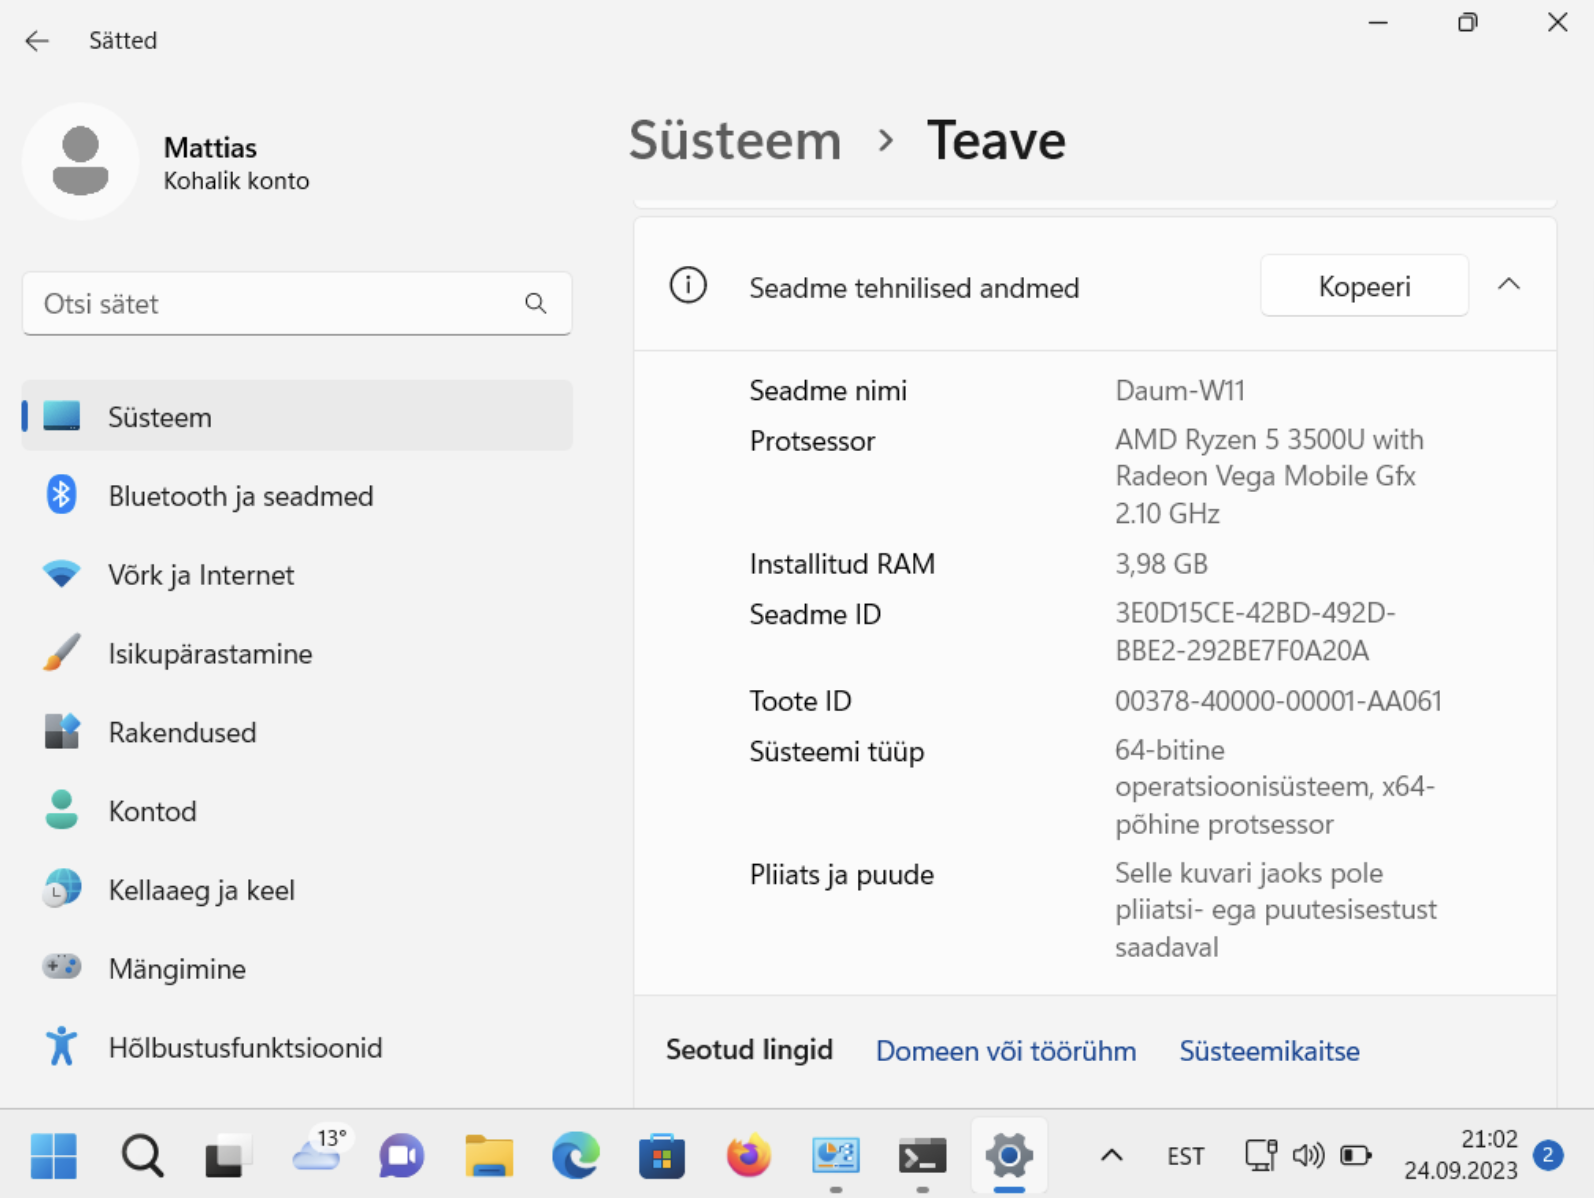 Sätted
Mattias
Kohalik konto
Otsi sätet
Süsteem
Bluetooth ja seadmed
Võrk ja Internet
Isikupärastamine
Rakendused
Kontod
Kellaaeg ja keel
Mängimine
Hõlbustusfunktsioonid
Süsteem › Teave
Seadme tehnilised andmed
Kopeeri
Seadme nimi Daum-W11
Protsessor AMD Ryzen 5 3500U with
Radeon Vega Mobile Gfx
2.10 GHz
Installitud RAM 3,98 GB
Seadme ID 3E0D15CE-42BD-492D-
BBE2-292BE7F0A20A
Toote ID 00378-40000-00001-AA061
Süsteemi tüüp 64-bitine
operatsioonisüsteem, x64-
põhine protsessor
Pliiats ja puude Selle kuvari jaoks pole
pliiatsi- ega puutesisestust
saadaval
Seotud lingid Domeen või töörühm Süsteemikaitse
13°
EST
21:02
24.09.2023
2